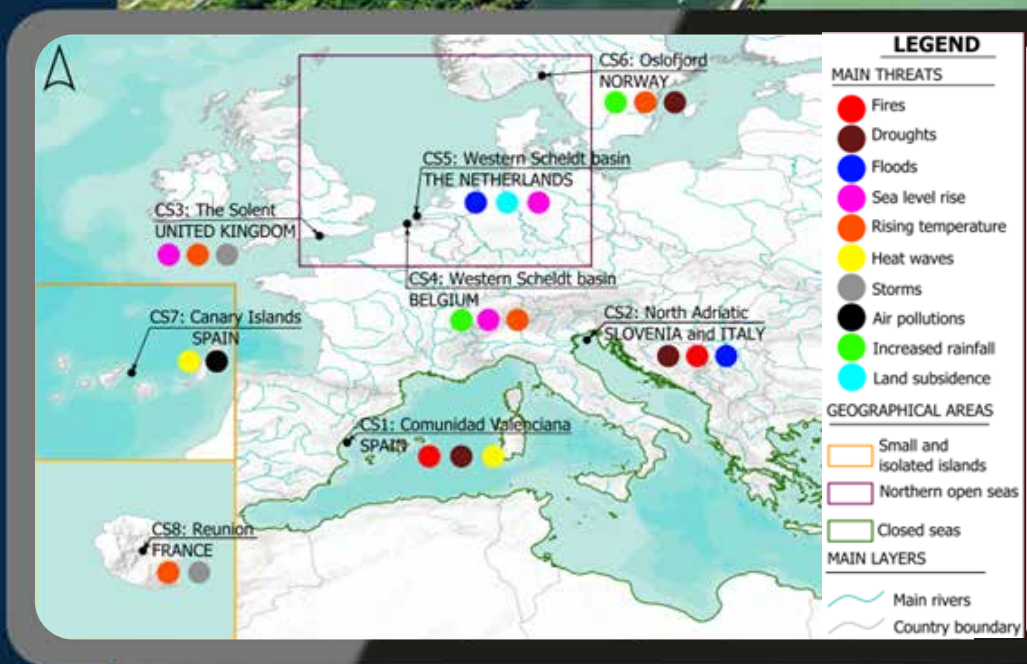 CS6: Oslofjord
NORWAY
CS5: Western Scheldt basin
THE NETHERLANDS
CS3: The Solent
UNITED KINGDOM
CS4: Western Scheldt basin
BELGIUM
CS7: Canary Islands
SPAIN
CS2: North Adriatic
SLOVENIA and ITALY
CS1: Comunidad Valenciana
SPAIN
CS8: Reunion
FRANCE
LEGEND
MAIN THREATS
Fires
Droughts
Floods
Sea level rise
Rising temperature
Heat waves
Storms
Air pollutions
Increased rainfall
Land subsidence
GEOGRAPHICAL AREAS
Small and
isolated islands
Northern open seas
Closed seas
MAIN LAYERS
Main rivers
Country boundary